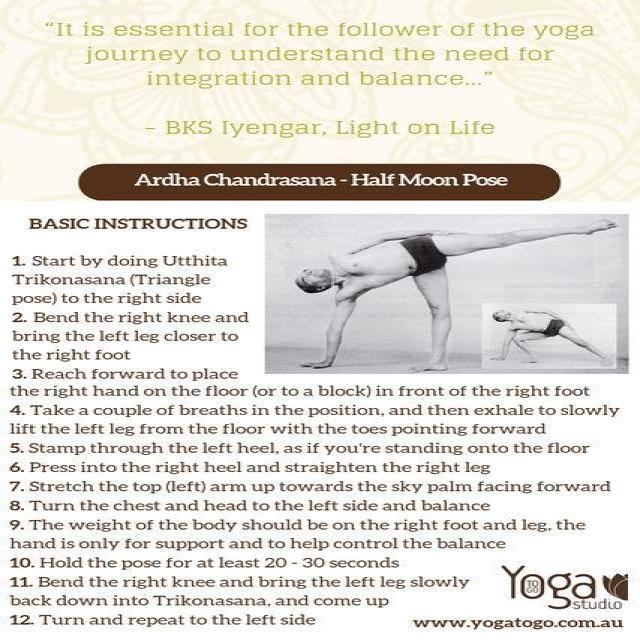 “It is essential for the follower of the yoga
journey to understand the need for
integration and balance...”
– BKS Iyengar, Light on Life
Ardha Chandrasana - Half Moon Pose
BASIC INSTRUCTIONS
1. Start by doing Utthita
Trikonasana (Triangle
pose) to the right side
2. Bend the right knee and
bring the left leg closer to
the right foot
3. Reach forward to place
the right hand on the floor (or to a block) in front of the right foot
4. Take a couple of breaths in the position, and then exhale to slowly
lift the left leg from the floor with the toes pointing forward
5. Stamp through the left heel, as if you're standing onto the floor
6. Press into the right heel and straighten the right leg
7. Stretch the top (left) arm up towards the sky palm facing forward
8. Turn the chest and head to the left side and balance
9. The weight of the body should be on the right foot and leg, the
hand is only for support and to help control the balance
10. Hold the pose for at least 20 - 30 seconds
11. Bend the right knee and bring the left leg slowly
back down into Trikonasana, and come up
12. Turn and repeat to the left side
Yoga
TO GO
studio
www.yogatogo.com.au